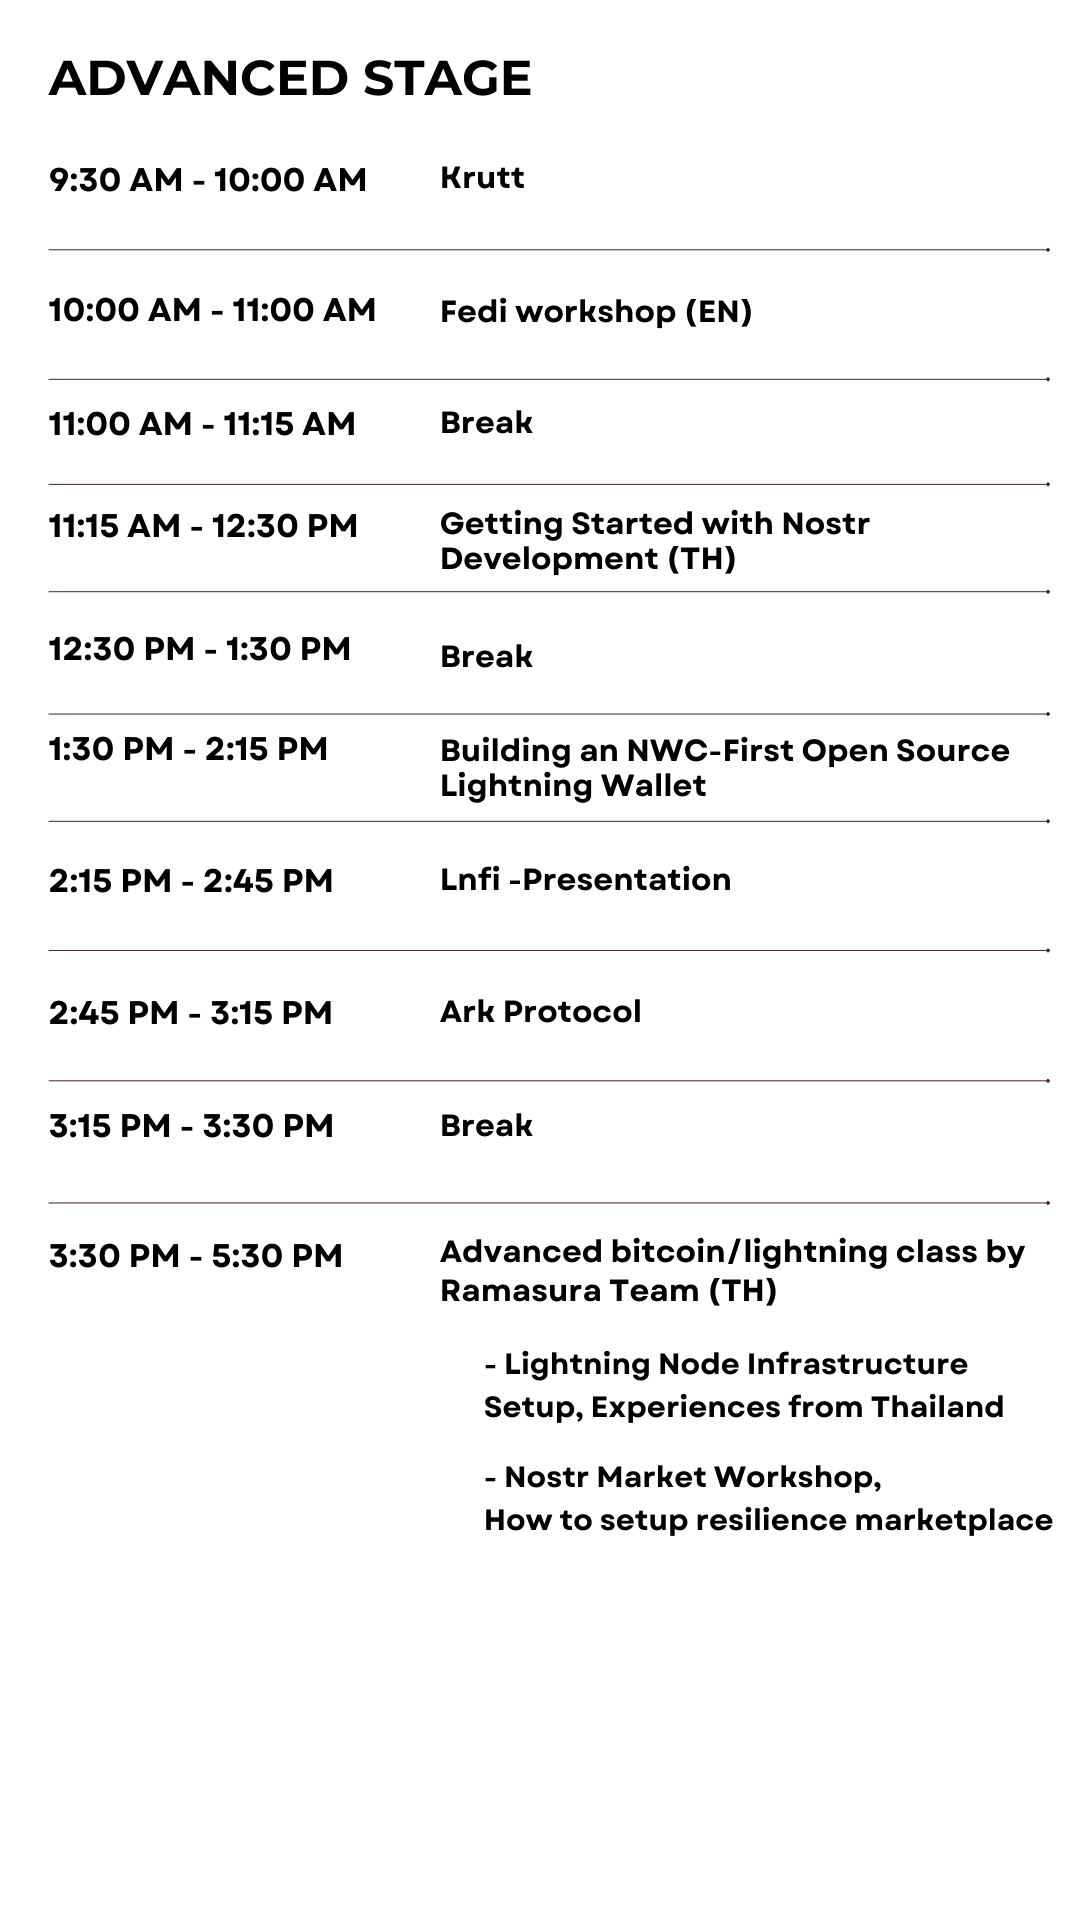 ADVANCED STAGE
9:30 AM - 10:00 AM Krutt
10:00 AM - 11:00 AM Fedi workshop (EN)
11:00 AM - 11:15 AM Break
11:15 AM - 12:30 PM Getting Started with Nostr
Development (TH)
12:30 PM - 1:30 PM Break
1:30 PM - 2:15 PM Building an NWC-First Open Source
Lightning Wallet
2:15 PM - 2:45 PM Lnfi -Presentation
2:45 PM - 3:15 PM Ark Protocol
3:15 PM - 3:30 PM Break
3:30 PM - 5:30 PM Advanced bitcoin/lightning class by
Ramasura Team (TH)
- Lightning Node Infrastructure
Setup, Experiences from Thailand
- Nostr Market Workshop,
How to setup resilience marketplace